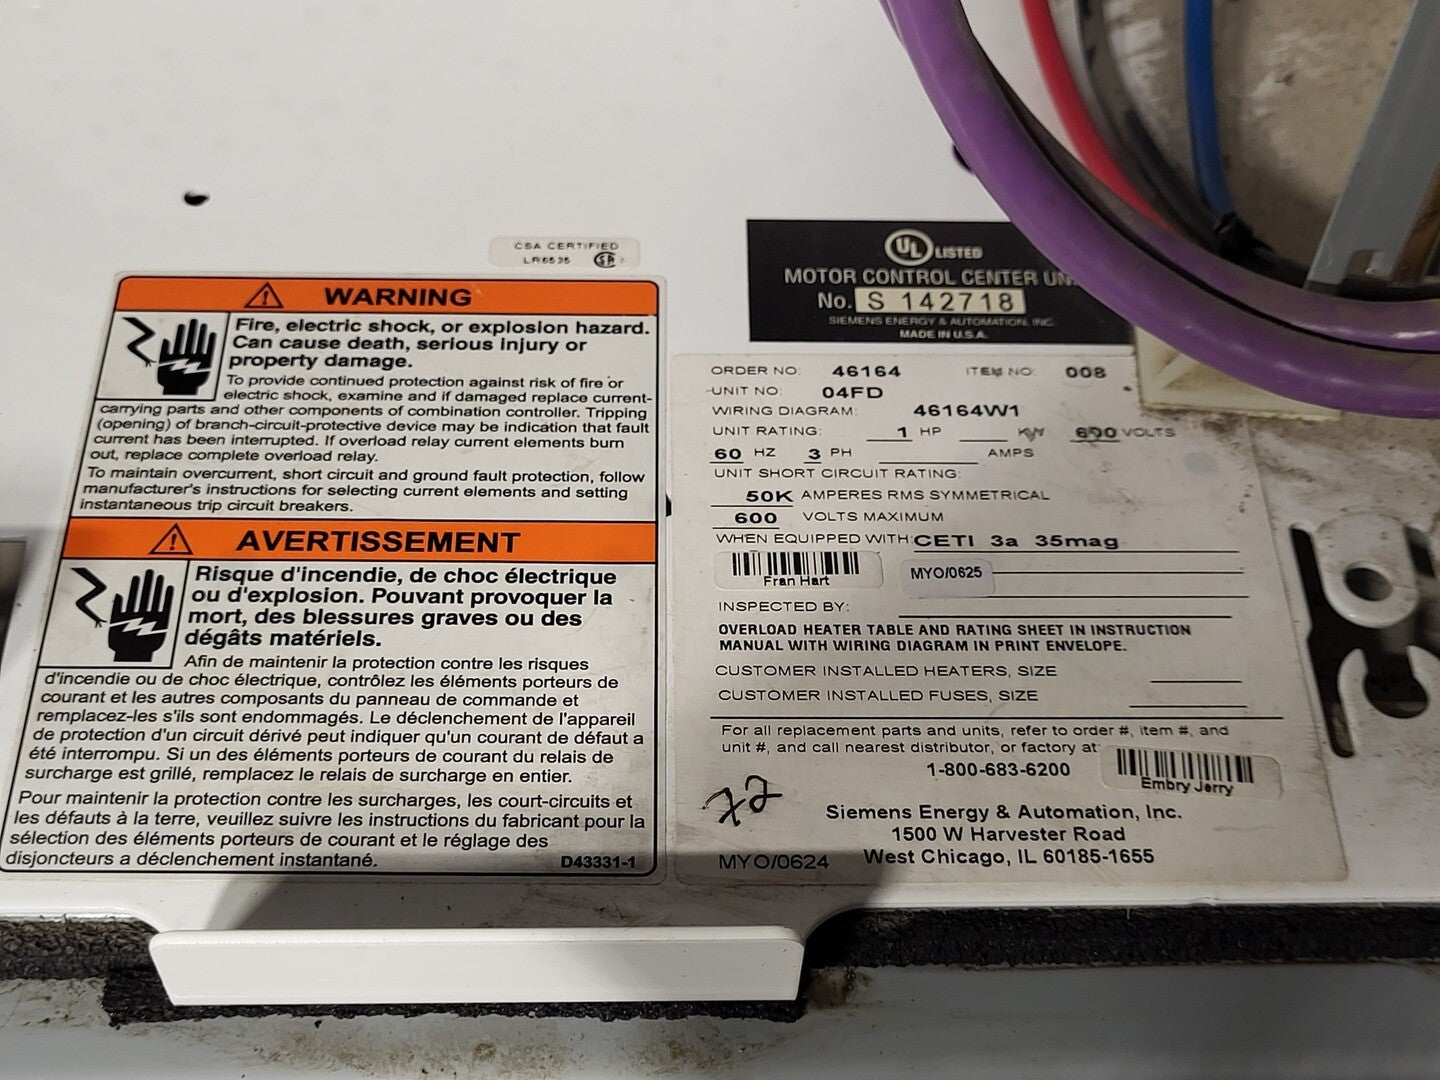 CSA CERTIFIED
LR6535
WARNING
Fire, electric shock, or explosion hazard.
Can cause death, serious injury or
property damage.
To provide continued protection against risk of fire or
electric shock, examine and if damaged replace current-
carrying parts and other components of combination controller. Tripping
(opening) of branch-circuit-protective device may be indication that fault
current has been interrupted. If overload relay current elements burn
out, replace complete overload relay.
To maintain overcurrent, short circuit and ground fault protection, follow
manufacturer's instructions for selecting current elements and setting
instantaneous trip circuit breakers.
AVERTISSEMENT
Risque d'incendie, de choc électrique
ou d'explosion. Pouvant provoquer la
mort, des blessures graves ou des
dégâts matériels.
Afin de maintenir la protection contre les risques
d'incendie ou de choc électrique, contrôlez les éléments porteurs de
courant et les autres composants du panneau de commande et
remplacez-les s'ils sont endommagés. Le déclenchement de l'appareil
de protection d'un circuit dérivé peut indiquer qu'un courant de défaut a
été interrompu. Si un des éléments porteurs de courant du relais de
surcharge est grillé, remplacez le relais de surcharge en entier.
Pour maintenir la protection contre les surcharges, les court-circuits et
les défauts à la terre, veuillez suivre les instructions du fabricant pour la
sélection des éléments porteurs de courant et le réglage des
disjoncteurs a déclenchement instantané. D43331-1
UL LISTED
MOTOR CONTROL CENTER
No. S 142718
SIEMENS ENERGY & AUTOMATION, INC.
MADE IN U.S.A.
ORDER NO: 46164 ITEM NO: 008
UNIT NO: 04FD
WIRING DIAGRAM: 46164W1
UNIT RATING: 1 HP KW 600 VOLTS
60 HZ 3 PH AMPS
UNIT SHORT CIRCUIT RATING:
50K AMPERES RMS SYMMETRICAL
600 VOLTS MAXIMUM
WHEN EQUIPPED WITH: CETI 3a 35mag
Fran Hart MYO/0625
INSPECTED BY:
OVERLOAD HEATER TABLE AND RATING SHEET IN INSTRUCTION
MANUAL WITH WIRING DIAGRAM IN PRINT ENVELOPE.
CUSTOMER INSTALLED HEATERS, SIZE
CUSTOMER INSTALLED FUSES, SIZE
For all replacement parts and units, refer to order #, item #, and
unit #, and call nearest distributor, or factory at:
1-800-683-6200
Embry Jerry
Siemens Energy & Automation, Inc.
1500 W Harvester Road
MYO/0624 West Chicago, IL 60185-1655